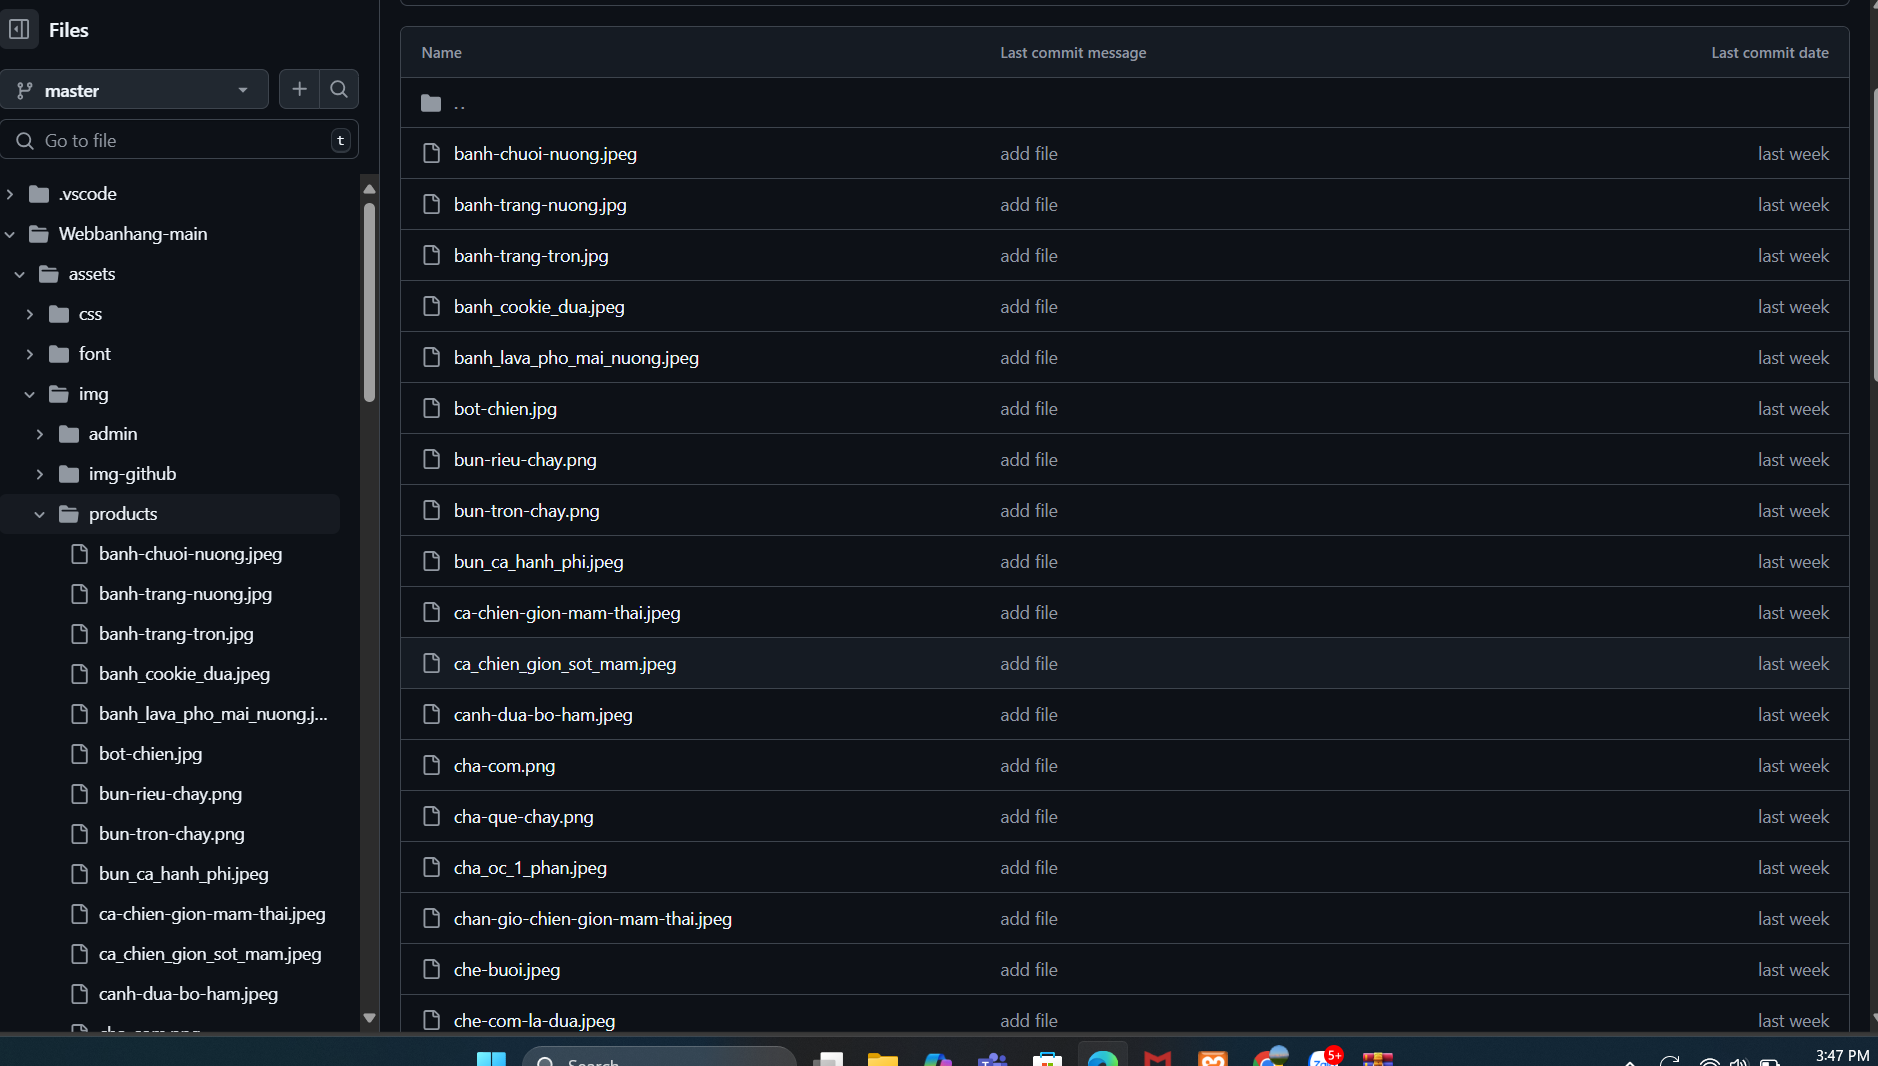 Files
master
Go to file
t
.vscode
Webbanhang-main
assets
css
font
img
admin
img-github
products
banh-chuoi-nuong.jpeg
banh-trang-nuong.jpg
banh-trang-tron.jpg
banh_cookie_dua.jpeg
banh_lava_pho_mai_nuong.j...
bot-chien.jpg
bun-rieu-chay.png
bun-tron-chay.png
bun_ca_hanh_phi.jpeg
ca-chien-gion-mam-thai.jpeg
ca_chien_gion_sot_mam.jpeg
canh-dua-bo-ham.jpeg
cha-com.png
Name Last commit message Last commit date
..
banh-chuoi-nuong.jpeg add file last week
banh-trang-nuong.jpg add file last week
banh-trang-tron.jpg add file last week
banh_cookie_dua.jpeg add file last week
banh_lava_pho_mai_nuong.jpeg add file last week
bot-chien.jpg add file last week
bun-rieu-chay.png add file last week
bun-tron-chay.png add file last week
bun_ca_hanh_phi.jpeg add file last week
ca-chien-gion-mam-thai.jpeg add file last week
ca_chien_gion_sot_mam.jpeg add file last week
canh-dua-bo-ham.jpeg add file last week
cha-com.png add file last week
cha-que-chay.png add file last week
cha_oc_1_phan.jpeg add file last week
chan-gio-chien-gion-mam-thai.jpeg add file last week
che-buoi.jpeg add file last week
che-com-la-dua.jpeg add file last week
Search
5+
3:47 PM